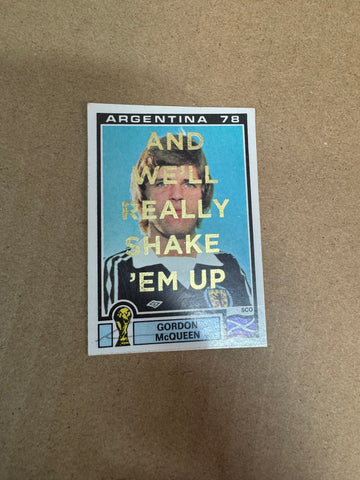 ARGENTINA 78
AND
WE'LL
REALLY
SHAKE
'EM UP
SCO
GORDON
McQUEEN